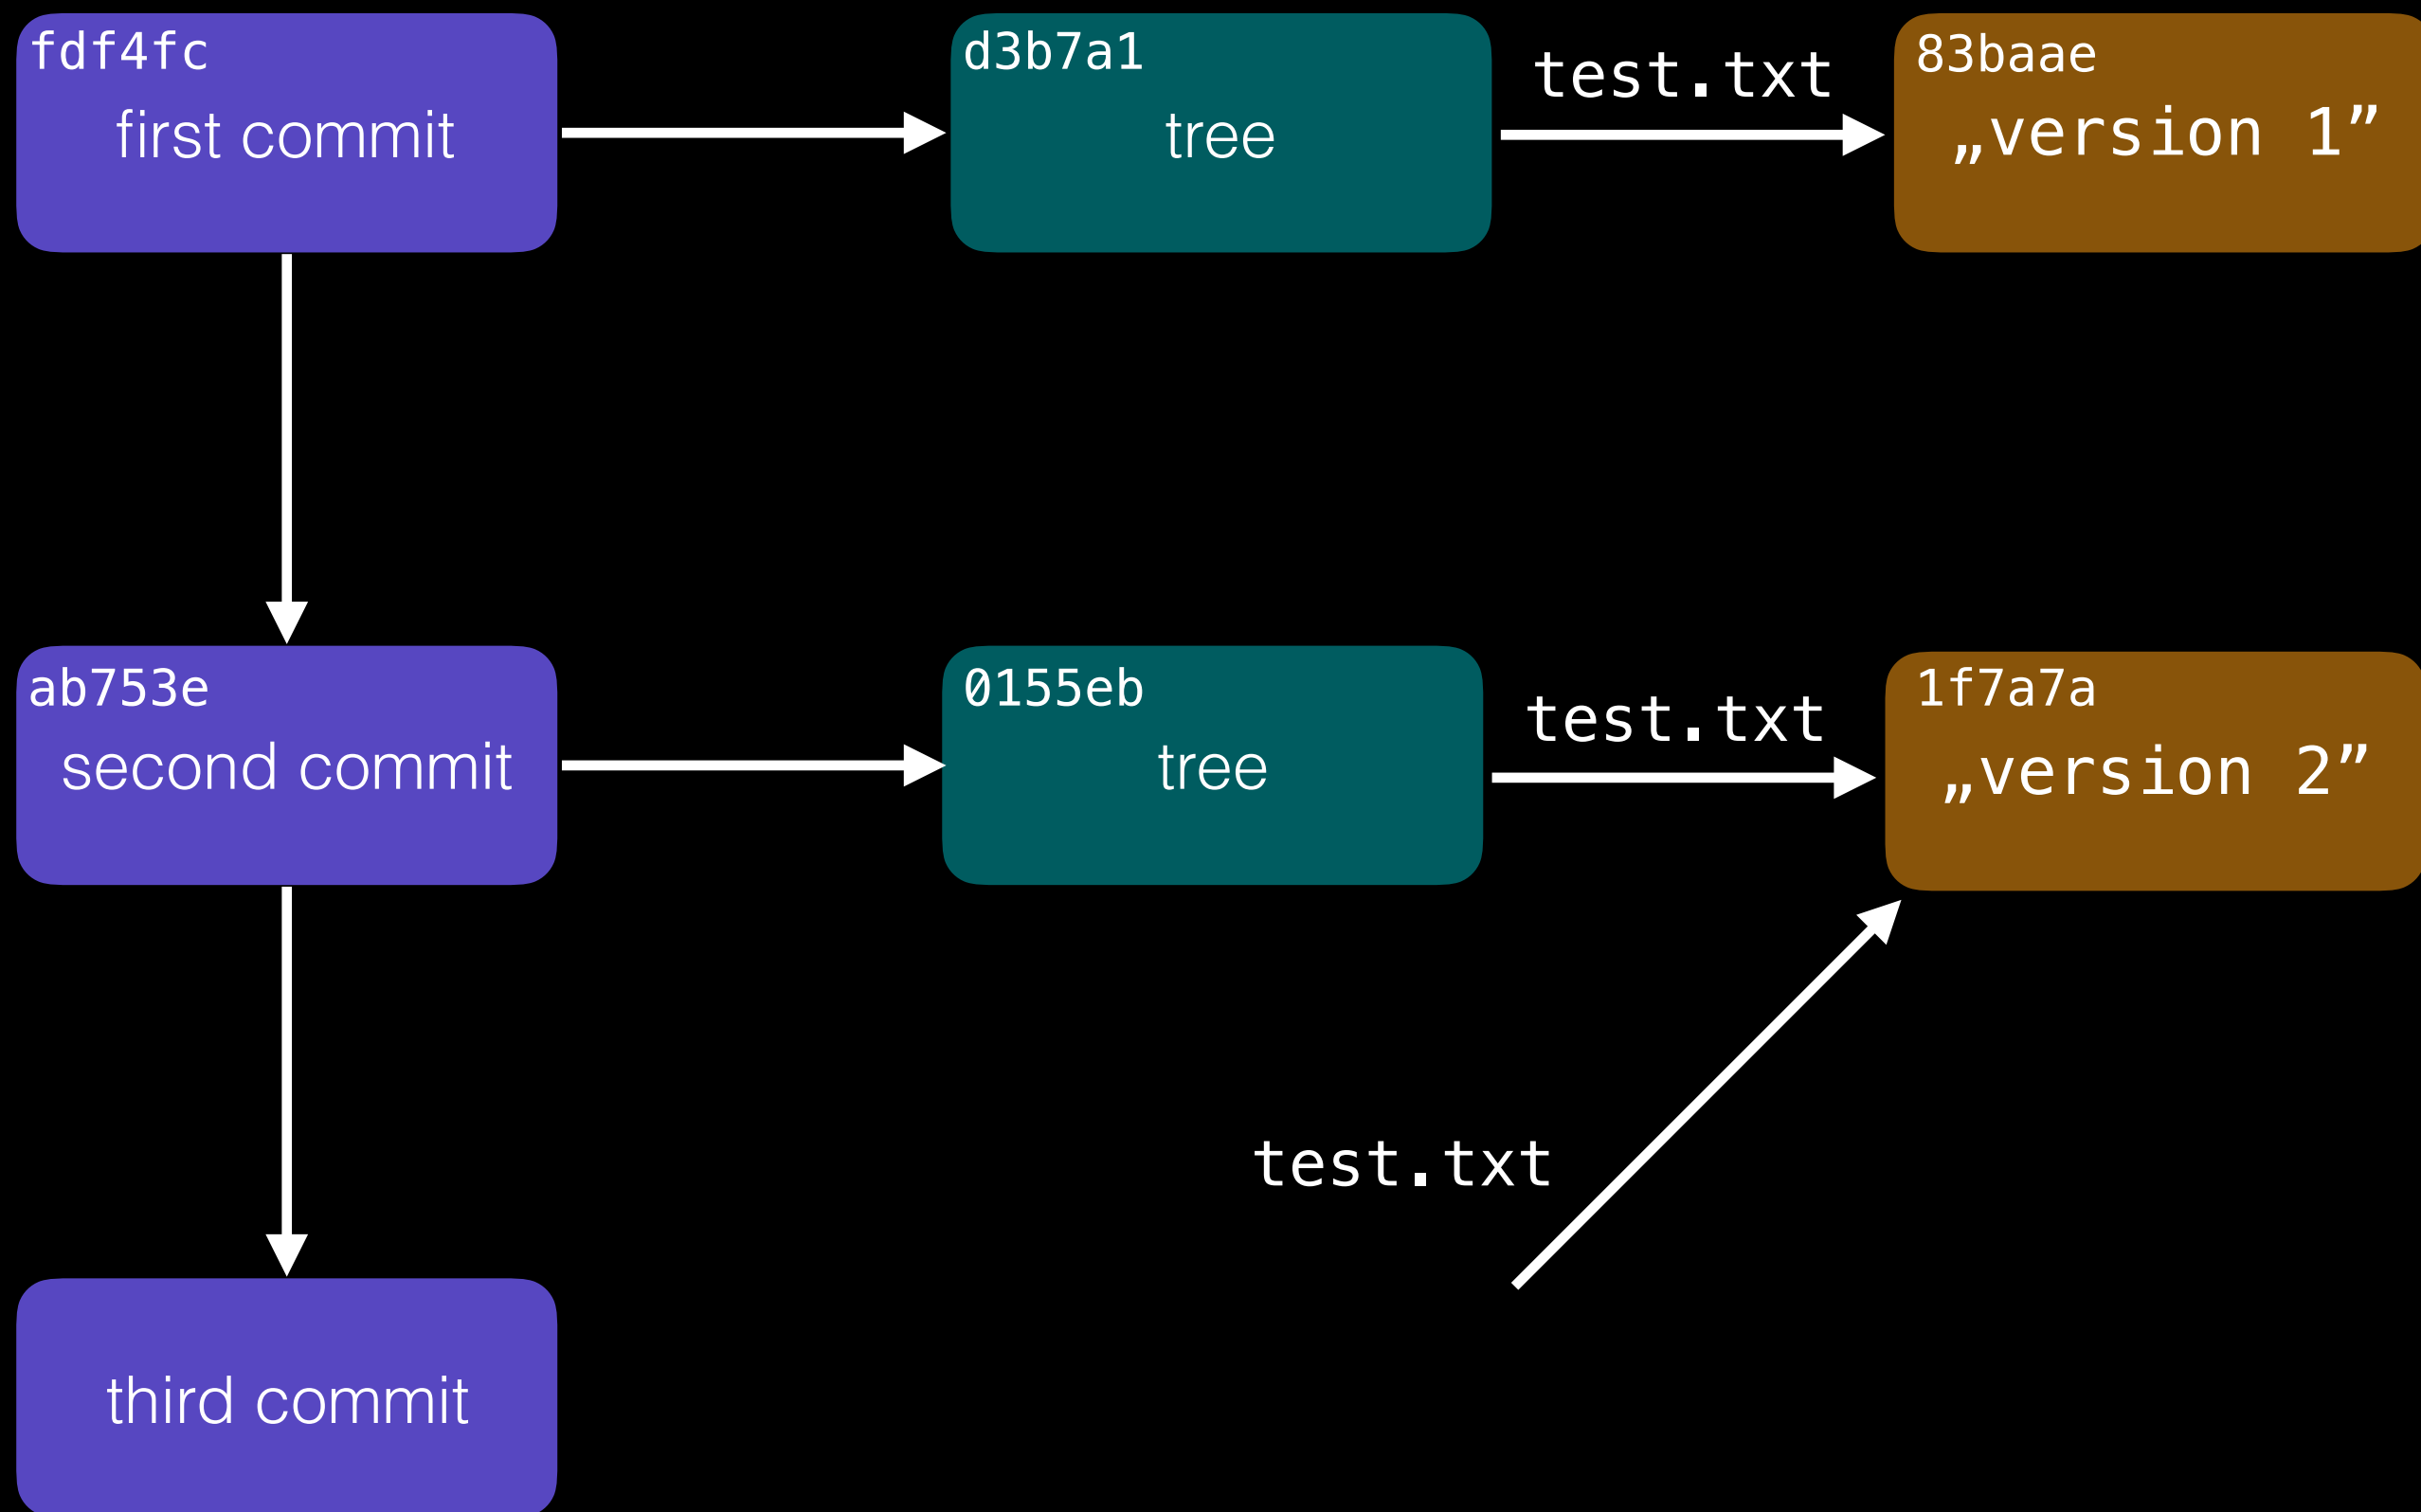 fdf4fc
first commit
d3b7a1
tree
test.txt
83baae
„version 1”
ab753e
second commit
0155eb
tree
test.txt
1f7a7a
„version 2”
test.txt
third commit